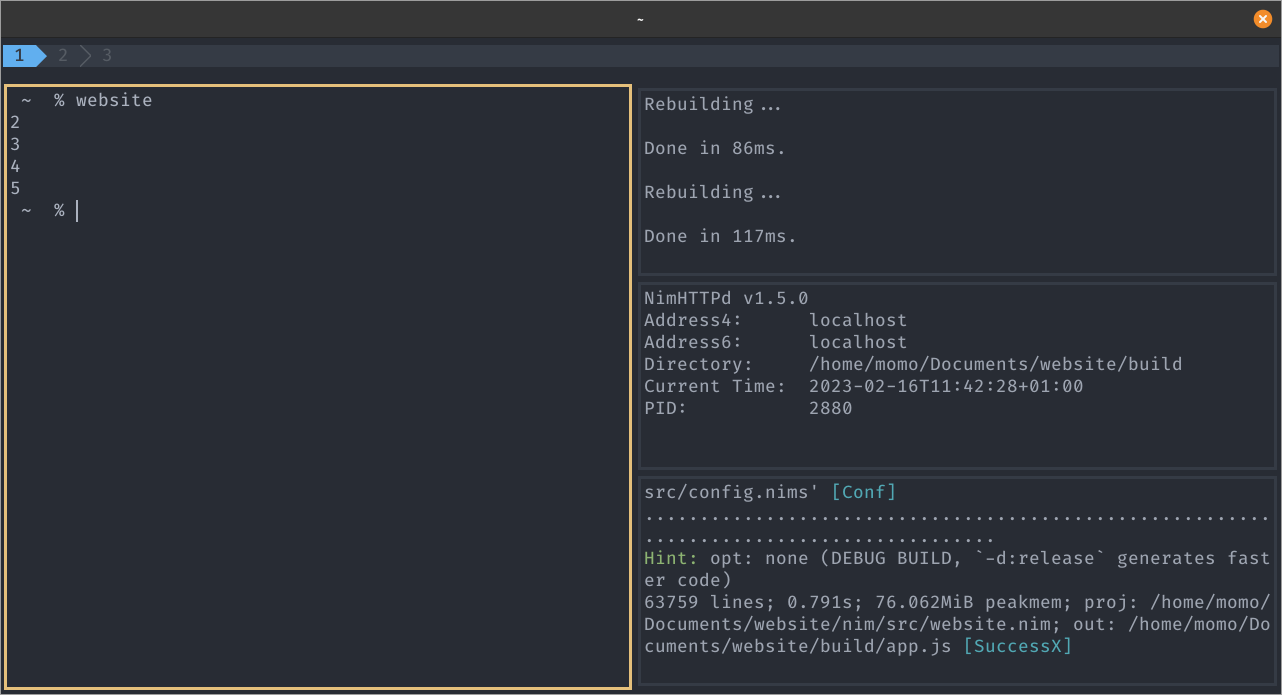 ~
1 2 3
~ % website
2
3
4
5
~ %
Rebuilding...
Done in 86ms.
Rebuilding...
Done in 117ms.
NimHTTPd v1.5.0
Address4: localhost
Address6: localhost
Directory: /home/momo/Documents/website/build
Current Time: 2023-02-16T11:42:28+01:00
PID: 2880
src/config.nims' [Conf]
.........................................................
................................
Hint: opt: none (DEBUG BUILD, `-d:release` generates fast
er code)
63759 lines; 0.791s; 76.062MiB peakmem; proj: /home/momo/
Documents/website/nim/src/website.nim; out: /home/momo/Do
cuments/website/build/app.js [SuccessX]